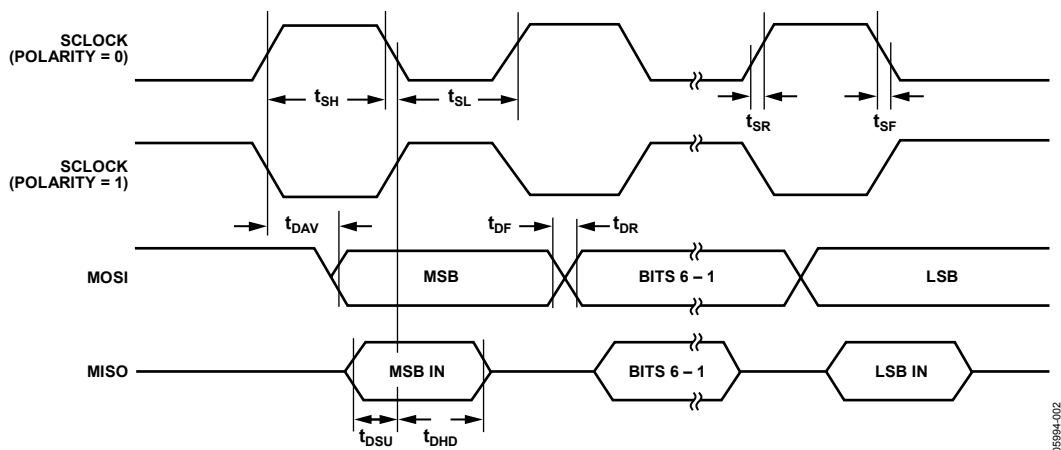 SCLOCK
(POLARITY = 0)
tSH
tSL
tSR
tSF
SCLOCK
(POLARITY = 1)
tDAV
tDF
tDR
MOSI
MSB
BITS 6 – 1
LSB
MISO
MSB IN
BITS 6 – 1
LSB IN
tDSU
tDHD
05994-002